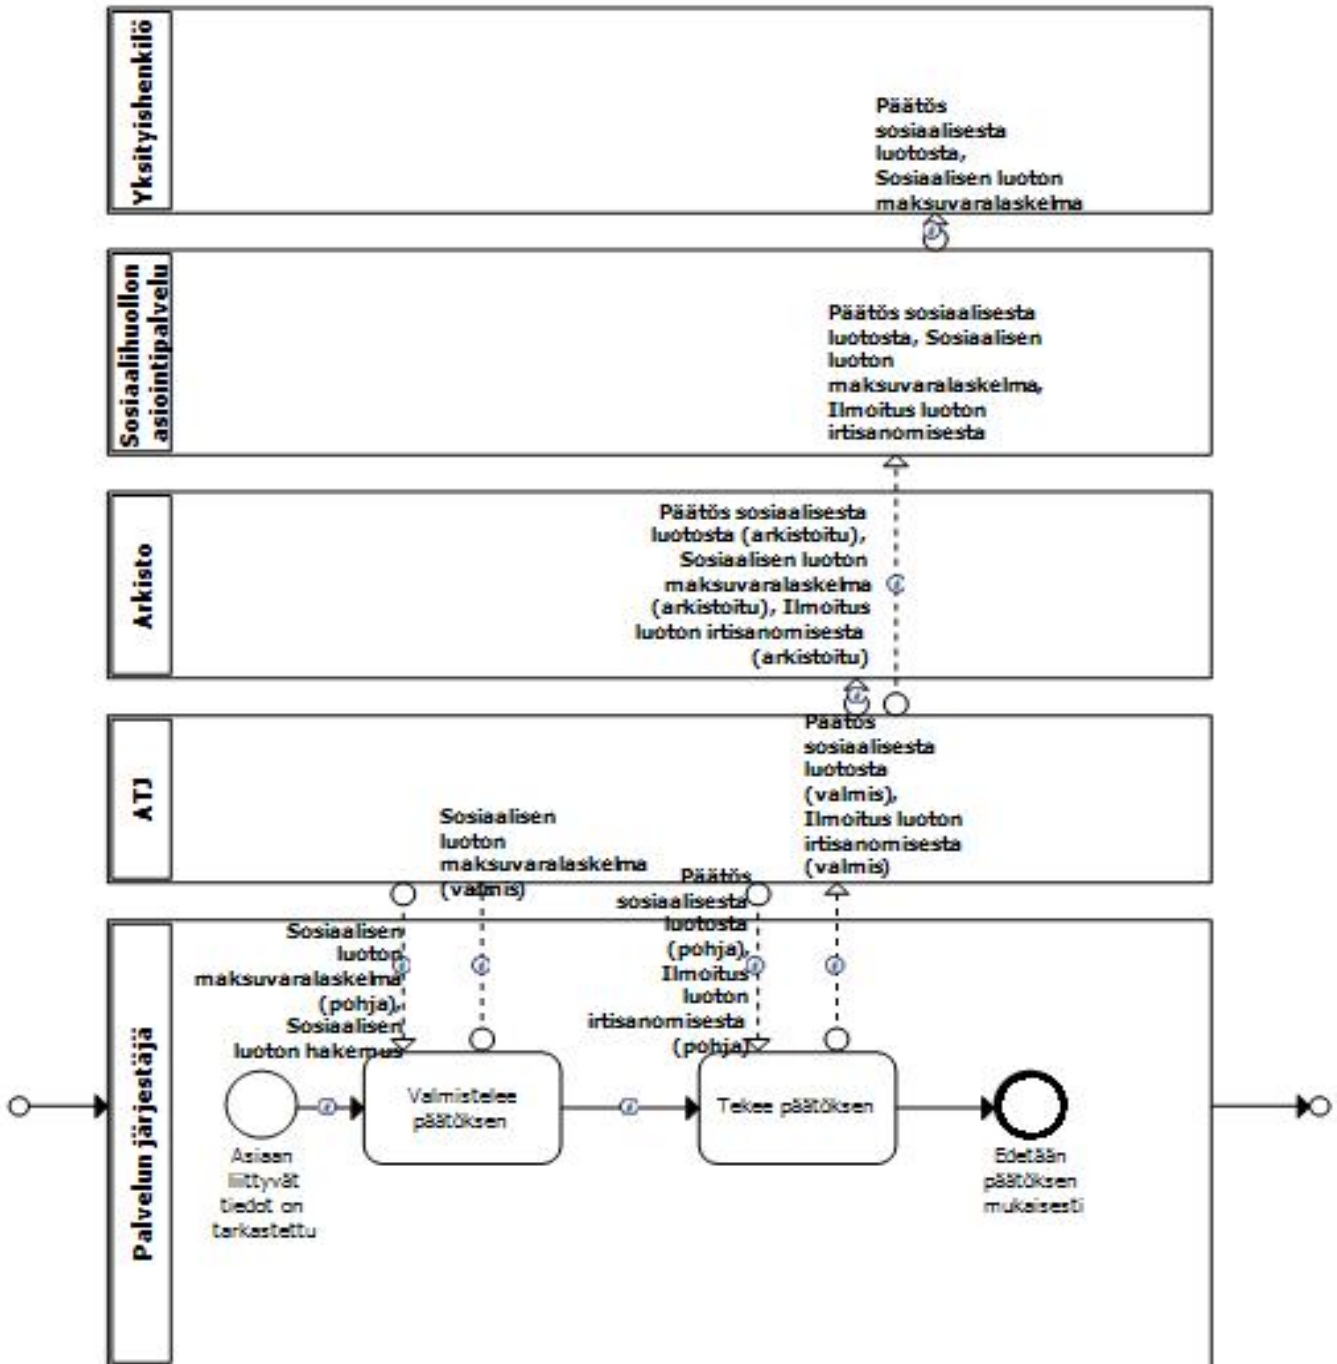 Yksityishenkilö
Päätös
sosiaalisesta
luotosta,
Sosiaalisen luoton
maksuvaralaskelma
Sosiaalihuollon
asiointipalvelu
Päätös sosiaalisesta
luotosta, Sosiaalisen
luoton
maksuvaralaskelma,
Ilmoitus luoton
irtisanomisesta
Arkisto
Päätös sosiaalisesta
luotosta (arkistoitu),
Sosiaalisen luoton
maksuvaralaskelma
(arkistoitu), Ilmoitus
luoton irtisanomisesta
(arkistoitu)
ATJ
Sosiaalisen
luoton
maksuvaralaskelma
(valmis)
Päätös
sosiaalisesta
luotosta
(valmis),
Ilmoitus luoton
irtisanomisesta
(valmis)
Palvelun järjestäjä
Sosiaalisen
luoton
maksuvaralaskelma
(pohja),
Sosiaalisen
luoton hakemus
Päätös
sosiaalisesta
luotosta
(pohja),
Ilmoitus
luoton
irtisanomisesta
(pohja)
Asiaan
liittyvät
tiedot on
tarkastettu
Valmistelee
päätöksen
Tekee päätöksen
Edetään
päätöksen
mukaisesti